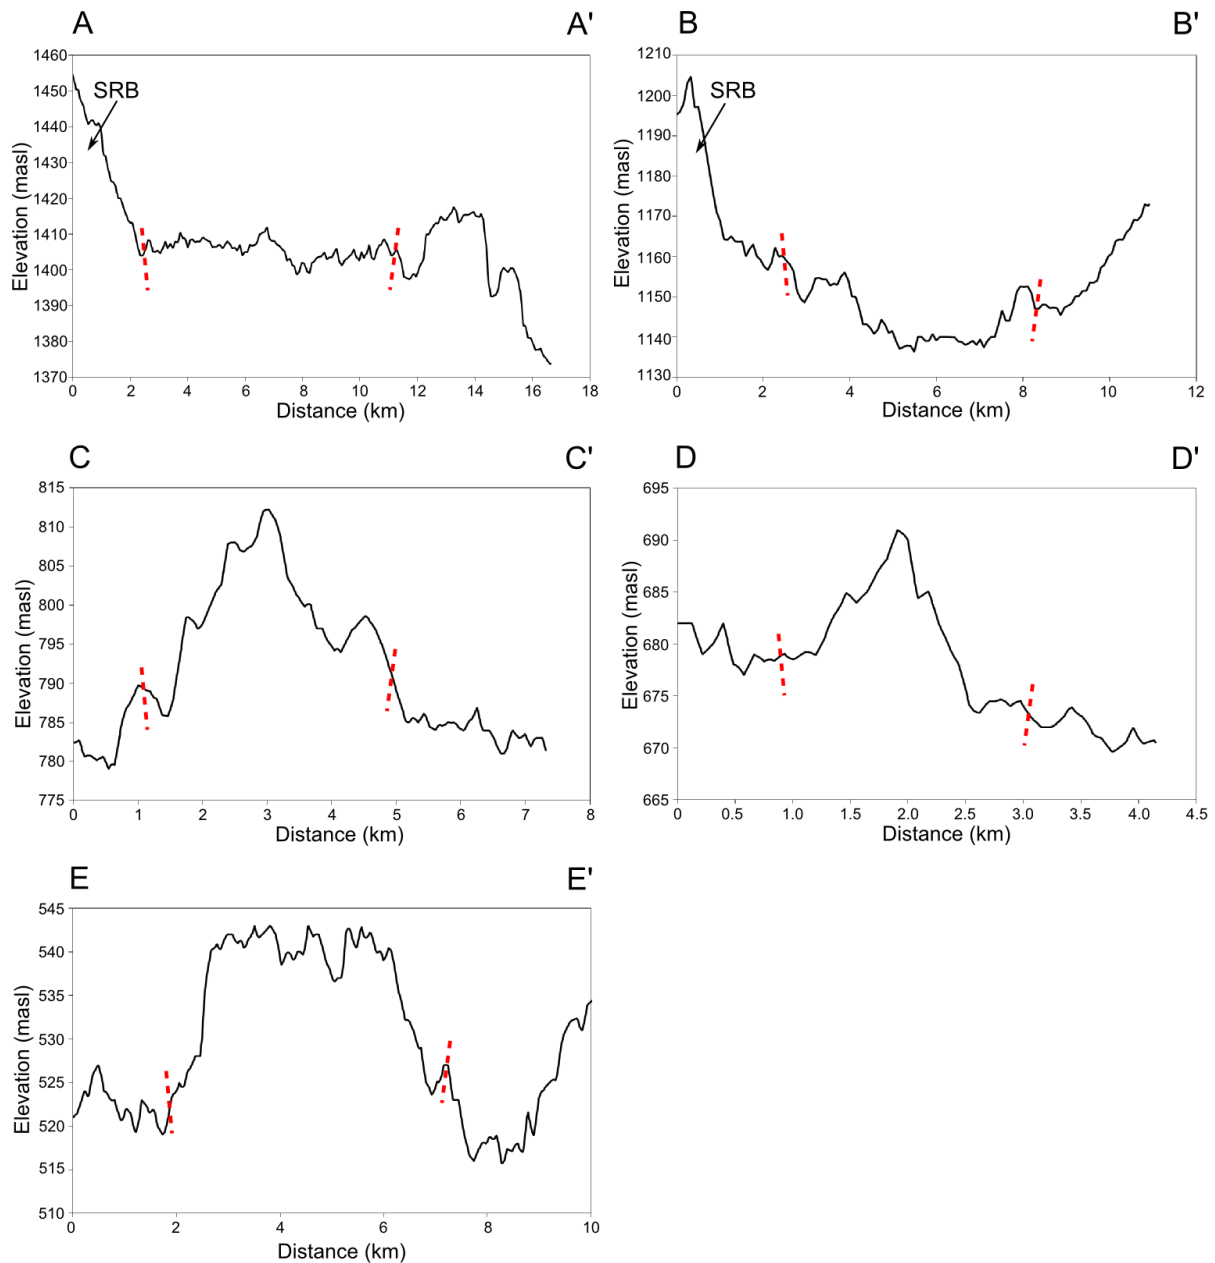 A A'
1460
1450
1440
1430
1420
1410
1400
1390
1380
1370
SRB
Elevation (masl)
0 2 4 6 8 10 12 14 16 18
Distance (km)
B B'
1210
1200
1190
1180
1170
1160
1150
1140
1130
SRB
Elevation (masl)
0 2 4 6 8 10 12
Distance (km)
C C'
815
810
805
800
795
790
785
780
775
Elevation (masl)
0 1 2 3 4 5 6 7 8
Distance (km)
D D'
695
690
685
680
675
670
665
Elevation (masl)
0 0.5 1.0 1.5 2.0 2.5 3.0 3.5 4.0 4.5
Distance (km)
E E'
545
540
535
530
525
520
515
510
Elevation (masl)
0 2 4 6 8 10
Distance (km)